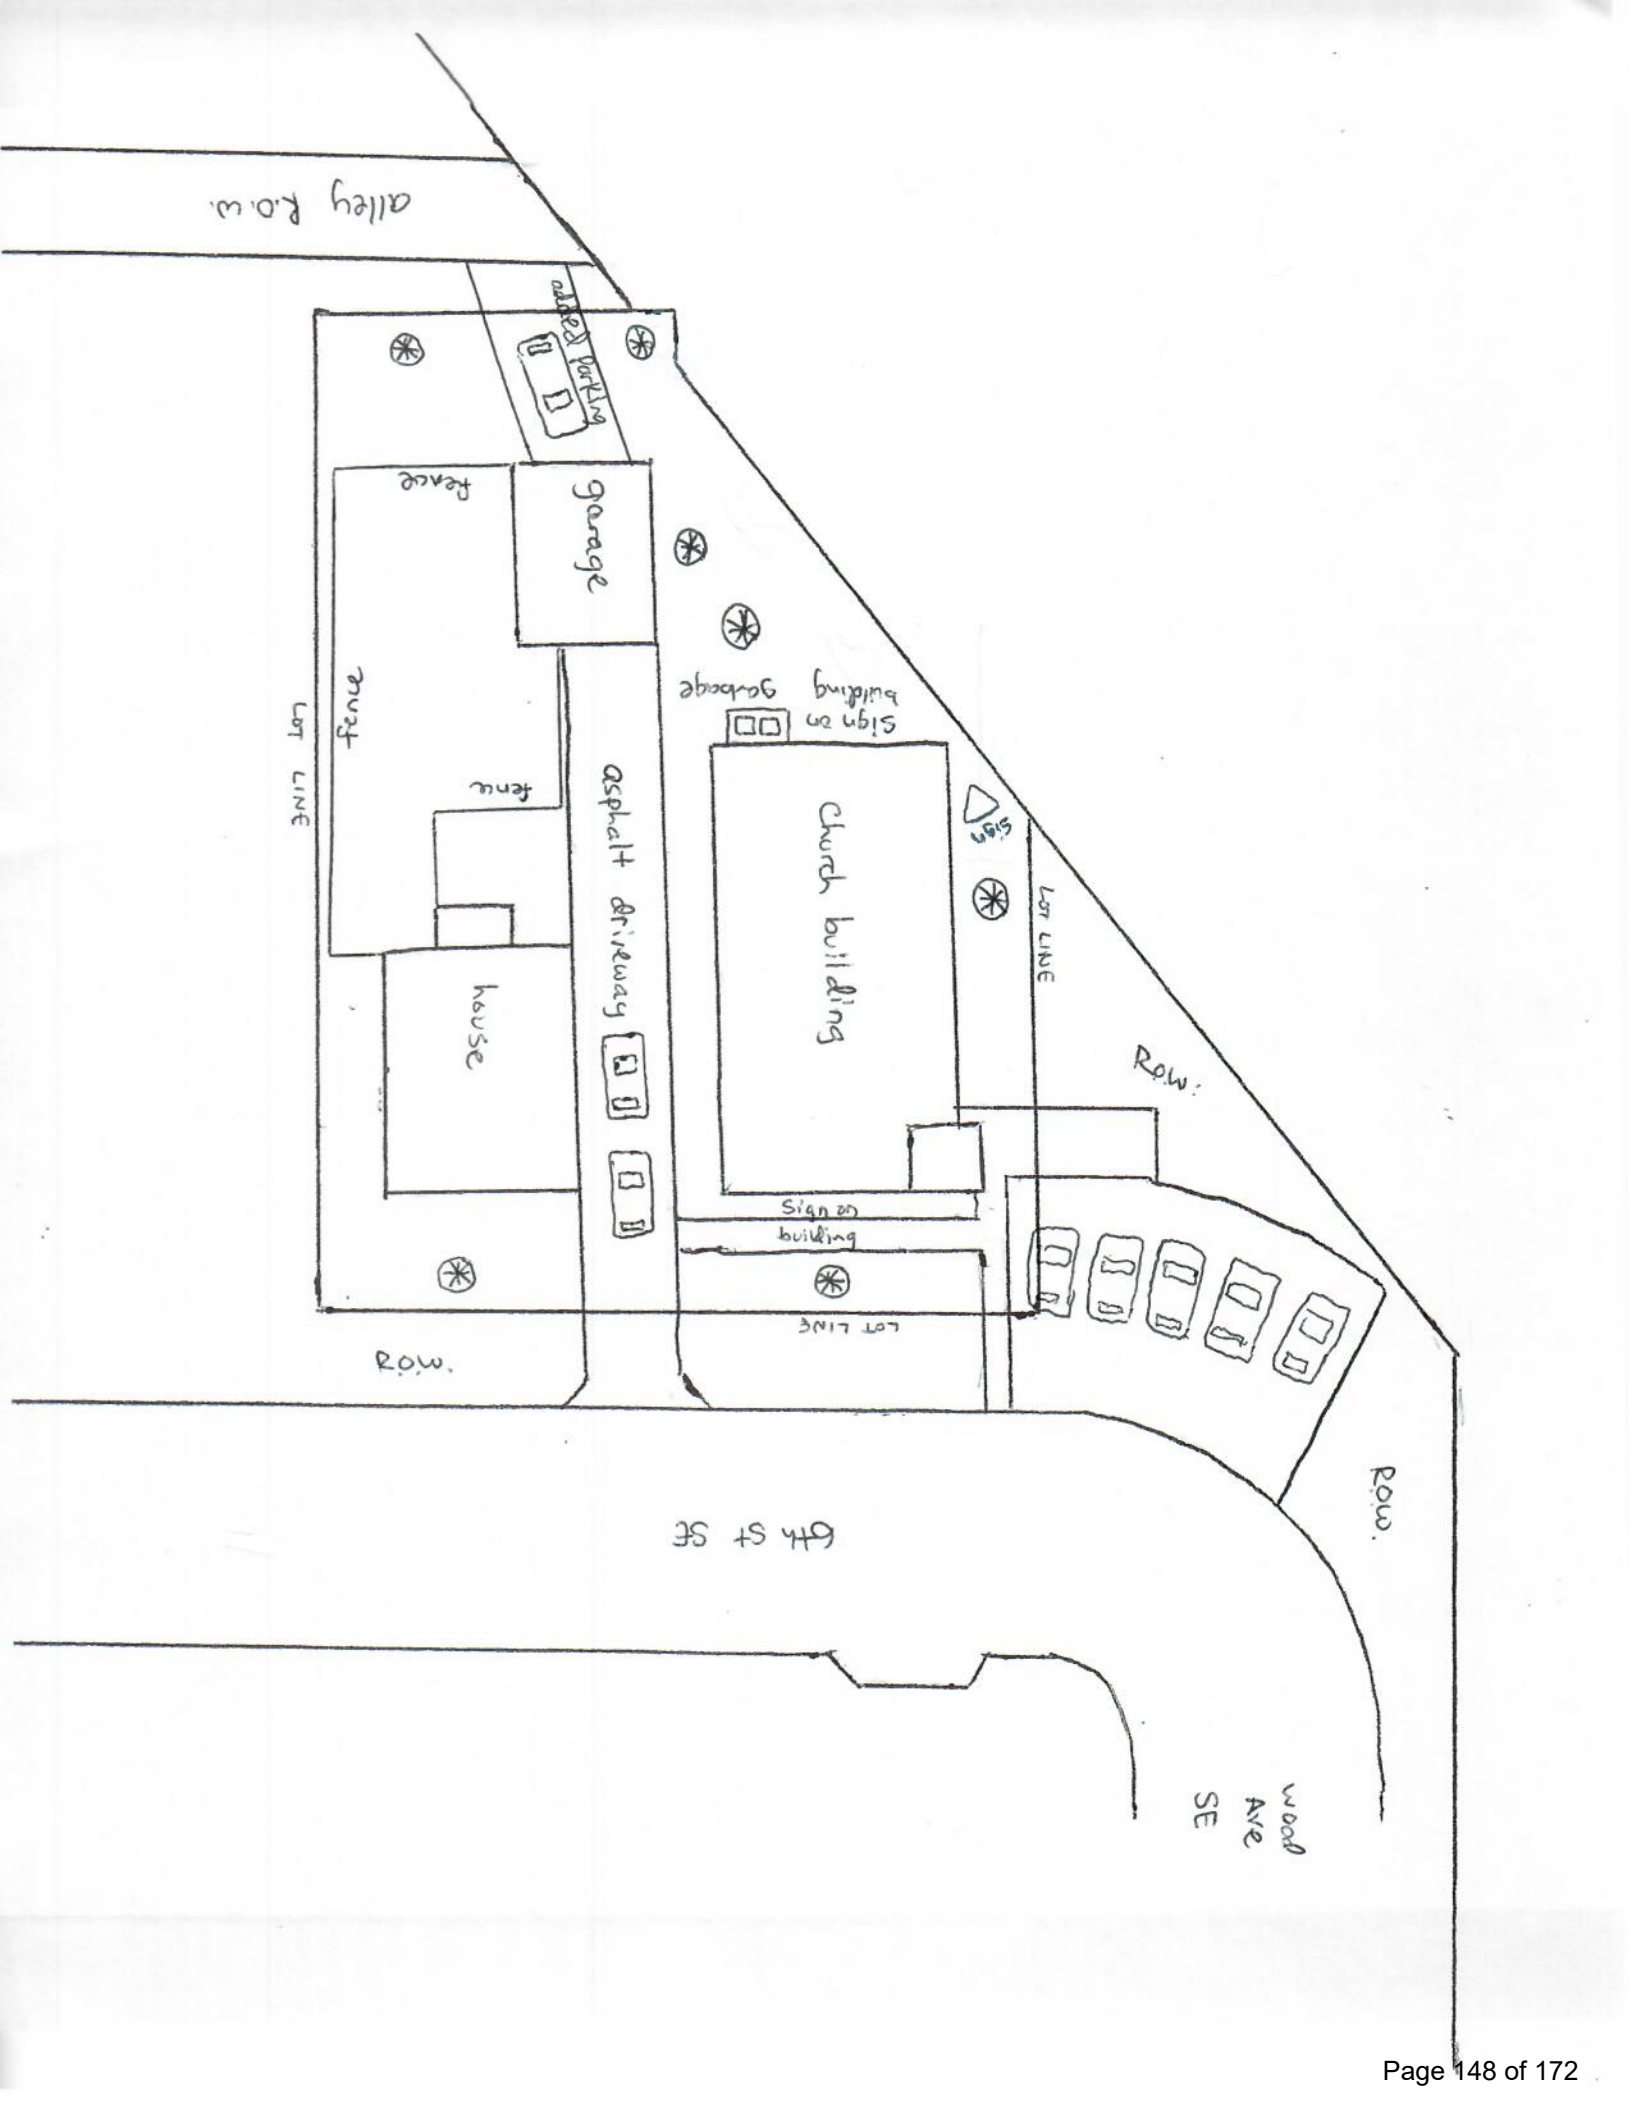 alley R.O.W.
added Parking
fence
garage
fence
LOT LINE
garbage
Sign on
building
sign
fence
asphalt driveway
Church building
LOT LINE
house
R.O.W.
Sign on
building
LOT LINE
R.O.W.
R.O.W.
6th St SE
Wood
Ave
SE
Page 148 of 172